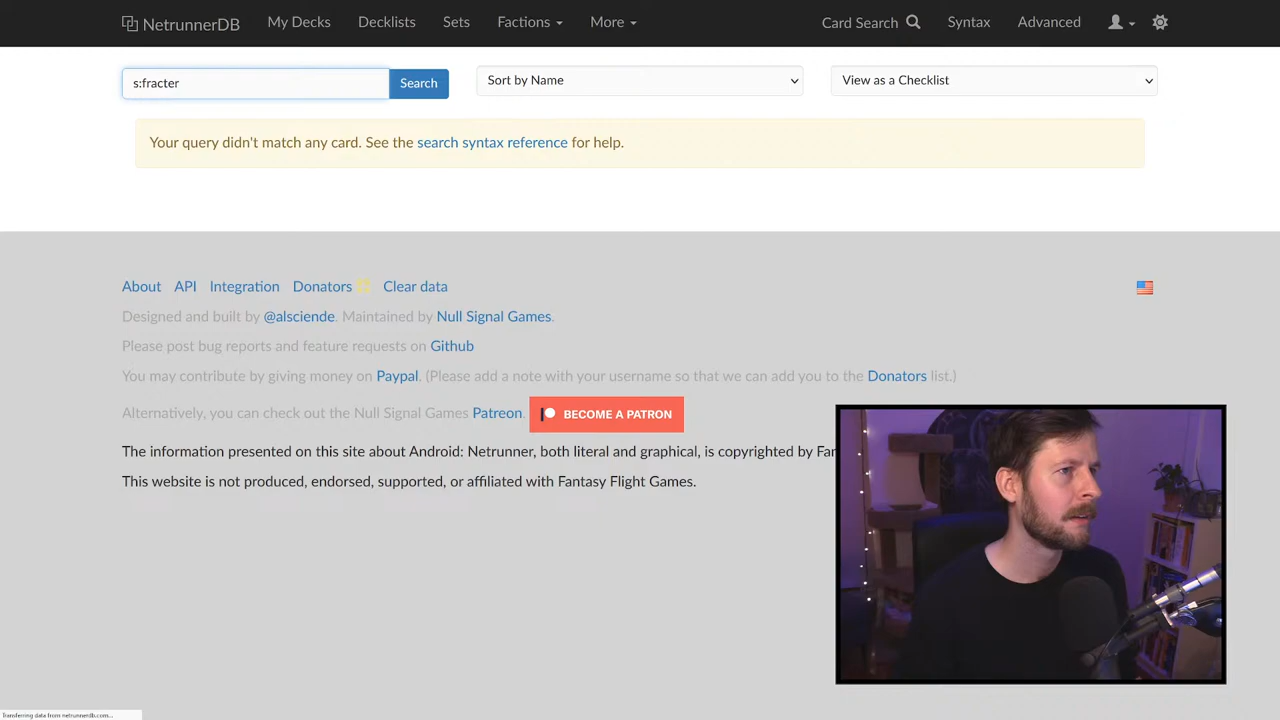 NetrunnerDB My Decks Decklists Sets Factions More Card Search Syntax Advanced
s:fracter Search Sort by Name View as a Checklist
Your query didn't match any card. See the search syntax reference for help.
About API Integration Donators Clear data
Designed and built by @alsciende. Maintained by Null Signal Games.
Please post bug reports and feature requests on Github
You may contribute by giving money on Paypal. (Please add a note with your username so that we can add you to the Donators list.)
Alternatively, you can check out the Null Signal Games Patreon. BECOME A PATRON
The information presented on this site about Android: Netrunner, both literal and graphical, is copyrighted by Fan
This website is not produced, endorsed, supported, or affiliated with Fantasy Flight Games.
Transferring data from netrunnerdb.com...